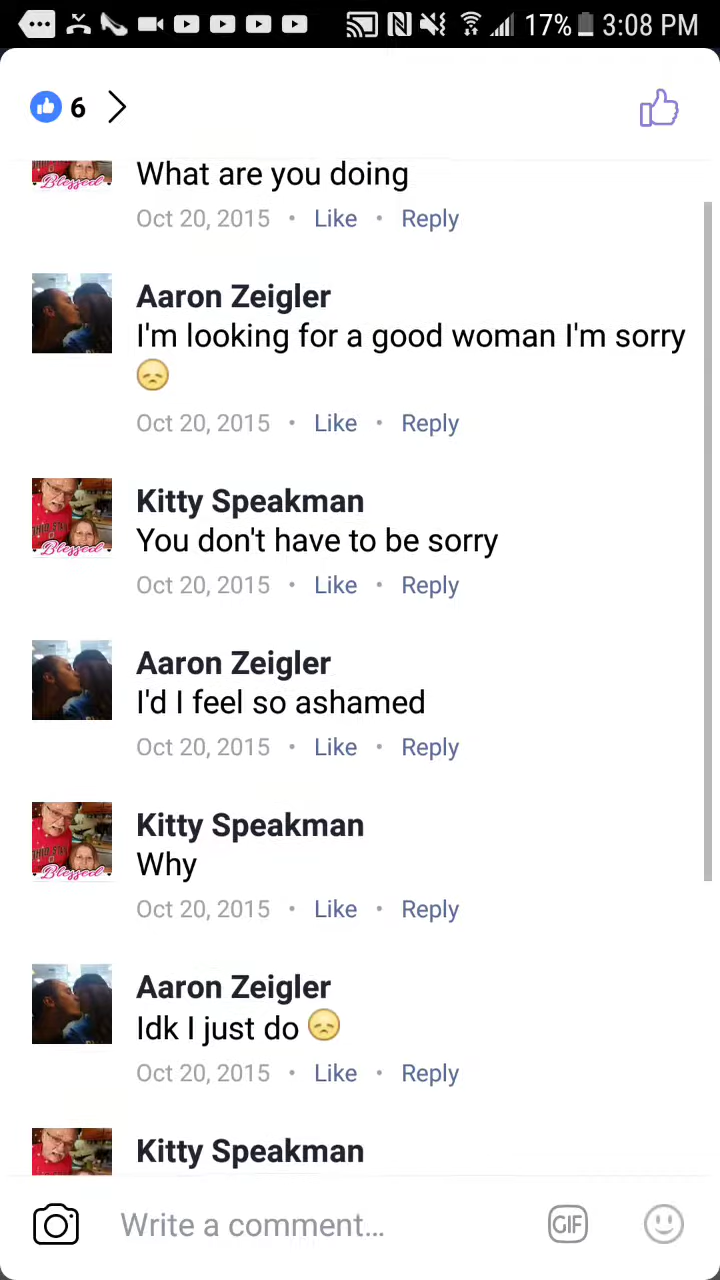 17% 3:08 PM
6
What are you doing
Oct 20, 2015 • Like • Reply
Aaron Zeigler
I'm looking for a good woman I'm sorry
😞
Oct 20, 2015 • Like • Reply
Kitty Speakman
You don't have to be sorry
Oct 20, 2015 • Like • Reply
Aaron Zeigler
I'd I feel so ashamed
Oct 20, 2015 • Like • Reply
Kitty Speakman
Why
Oct 20, 2015 • Like • Reply
Aaron Zeigler
Idk I just do 😞
Oct 20, 2015 • Like • Reply
Kitty Speakman
Write a comment...
GIF
Blessed
Blessed
Blessed